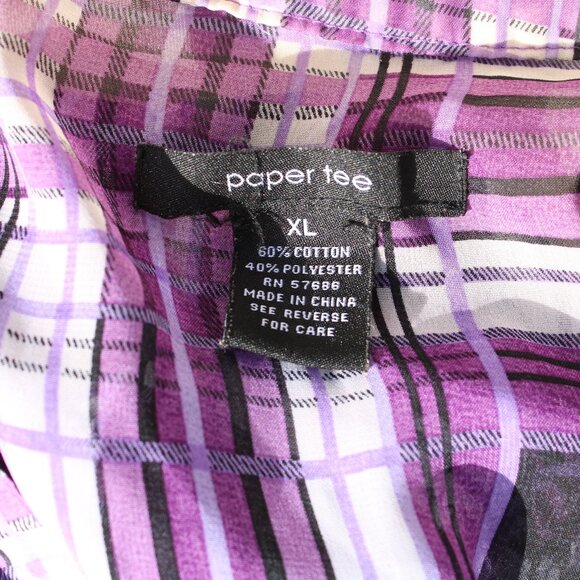 paper tee
XL
60% COTTON
40% POLYESTER
RN 57686
MADE IN CHINA
SEE REVERSE
FOR CARE